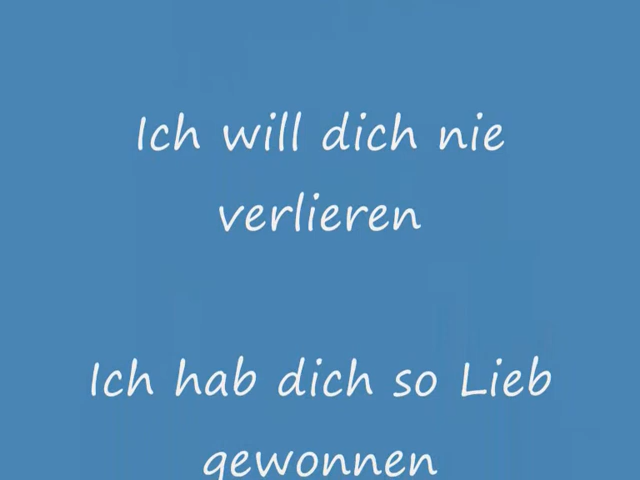 Ich will dich nie
verlieren
Ich hab dich so Lieb
gewonnen